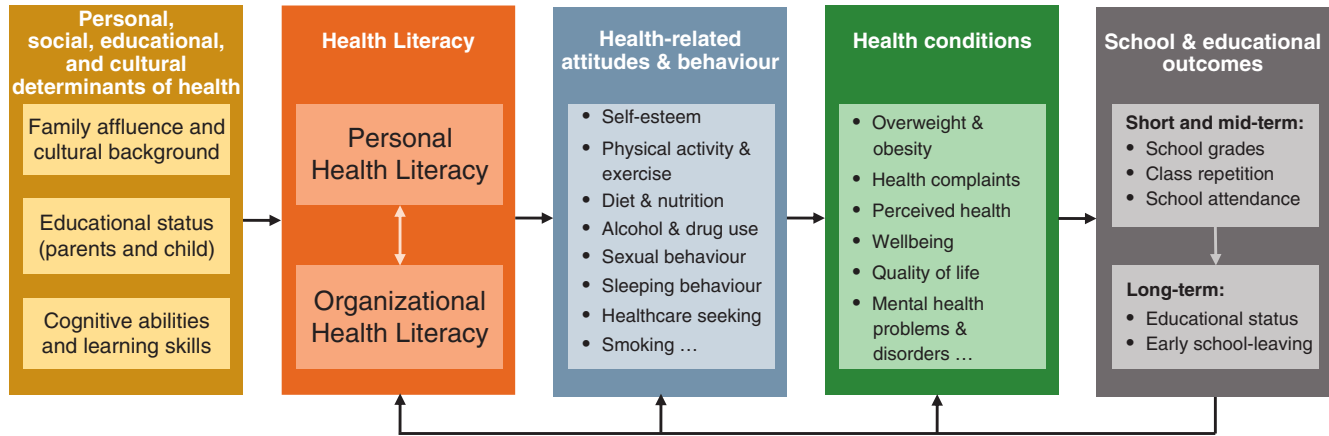 Personal,
social, educational,
and cultural
determinants of health
Family affluence and
cultural background
Educational status
(parents and child)
Cognitive abilities
and learning skills
Health Literacy
Personal
Health Literacy
Organizational
Health Literacy
Health-related
attitudes & behaviour
• Self-esteem
• Physical activity &
exercise
• Diet & nutrition
• Alcohol & drug use
• Sexual behaviour
• Sleeping behaviour
• Healthcare seeking
• Smoking …
Health conditions
• Overweight &
obesity
• Health complaints
• Perceived health
• Wellbeing
• Quality of life
• Mental health
problems &
disorders …
School & educational
outcomes
Short and mid-term:
• School grades
• Class repetition
• School attendance
Long-term:
• Educational status
• Early school-leaving